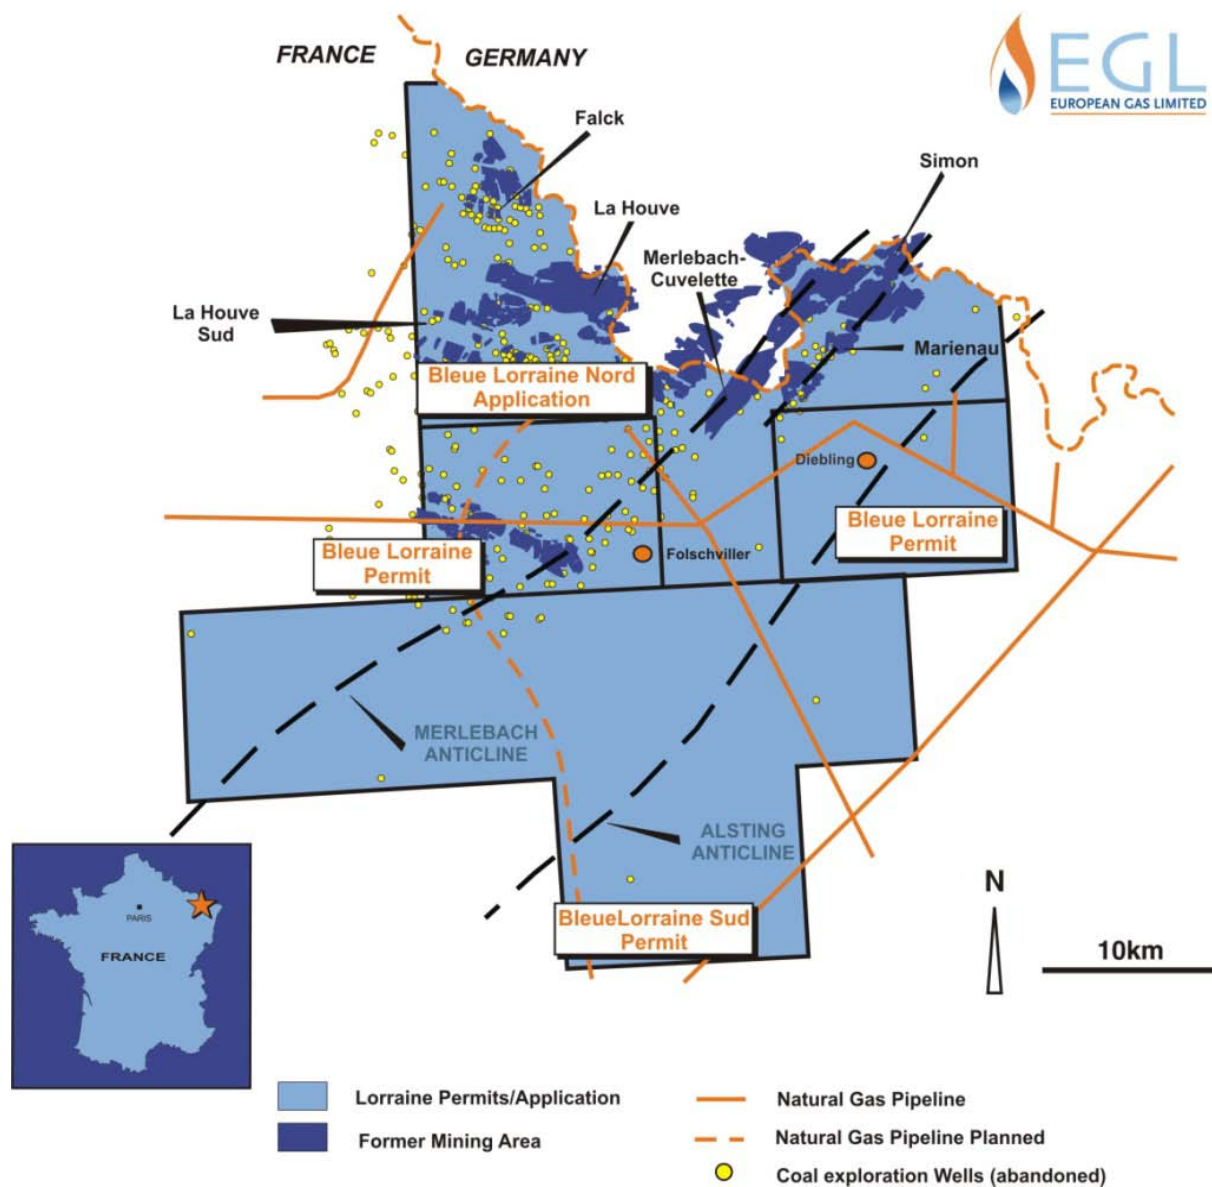 FRANCE
GERMANY
EGL
EUROPEAN GAS LIMITED
Falck
Simon
La Houve
Merlebach-
Cuvelette
La Houve
Sud
Marienau
Bleue Lorraine Nord
Application
Diebling
Bleue Lorraine
Permit
Bleue Lorraine
Permit
Folschviller
MERLEBACH
ANTICLINE
ALSTING
ANTICLINE
BleueLorraine Sud
Permit
PARIS
FRANCE
N
10km
Lorraine Permits/Application
Former Mining Area
Natural Gas Pipeline
Natural Gas Pipeline Planned
Coal exploration Wells (abandoned)